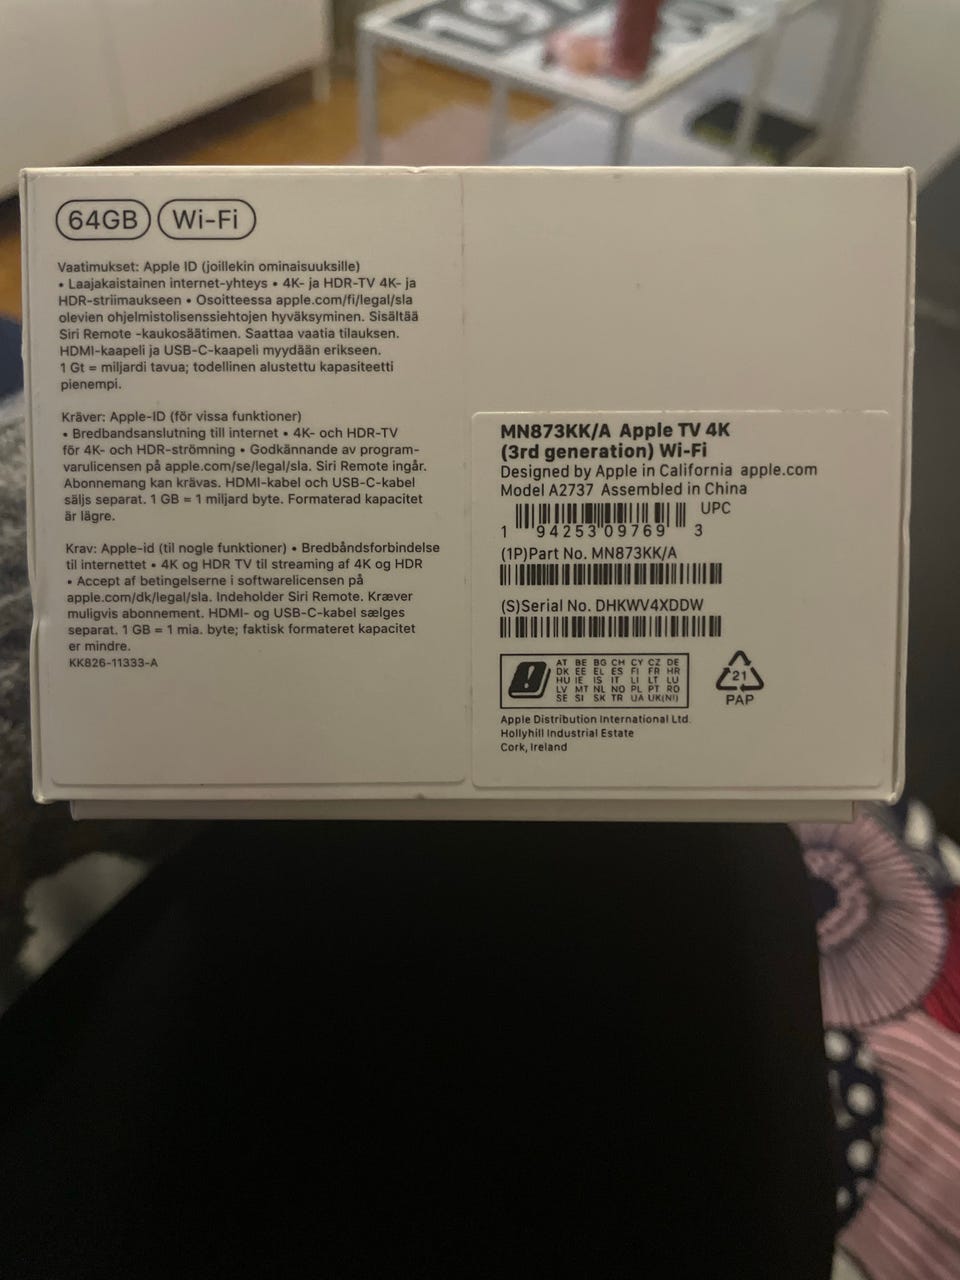 64GB Wi-Fi
Vaatimukset: Apple ID (joillekin ominaisuuksille)
• Laajakaistainen internet-yhteys • 4K- ja HDR-TV 4K- ja
HDR-striimaukseen • Osoitteessa apple.com/fi/legal/sla
olevien ohjelmistolisenssiehtojen hyväksyminen. Sisältää
Siri Remote -kaukosäätimen. Saattaa vaatia tilauksen.
HDMI-kaapeli ja USB-C-kaapeli myydään erikseen.
1 Gt = miljardi tavua; todellinen alustettu kapasiteetti
pienempi.
Kräver: Apple-ID (för vissa funktioner)
• Bredbandsanslutning till internet • 4K- och HDR-TV
för 4K- och HDR-strömning • Godkännande av program-
varulicensen på apple.com/se/legal/sla. Siri Remote ingår.
Abonnemang kan krävas. HDMI-kabel och USB-C-kabel
säljs separat. 1 GB = 1 miljard byte. Formaterad kapacitet
är lägre.
Krav: Apple-id (til nogle funktioner) • Bredbåndsforbindelse
til internettet • 4K og HDR TV til streaming af 4K og HDR
• Accept af betingelserne i softwarelicensen på
apple.com/dk/legal/sla. Indeholder Siri Remote. Kræver
muligvis abonnement. HDMI- og USB-C-kabel sælges
separat. 1 GB = 1 mia. byte; faktisk formateret kapacitet
er mindre.
KK826-11333-A
MN873KK/A Apple TV 4K
(3rd generation) Wi-Fi
Designed by Apple in California apple.com
Model A2737 Assembled in China
UPC
1 94253 09769 3
(1P)Part No. MN873KK/A
(S)Serial No. DHKWV4XDDW
AT BE BG CH CY CZ DE
DK EE EL ES FI FR HR
HU IE IS IT LI LT LU
LV MT NL NO PL PT RO
SE SI SK TR UA UK(NI)
21
PAP
Apple Distribution International Ltd.
Hollyhill Industrial Estate
Cork, Ireland